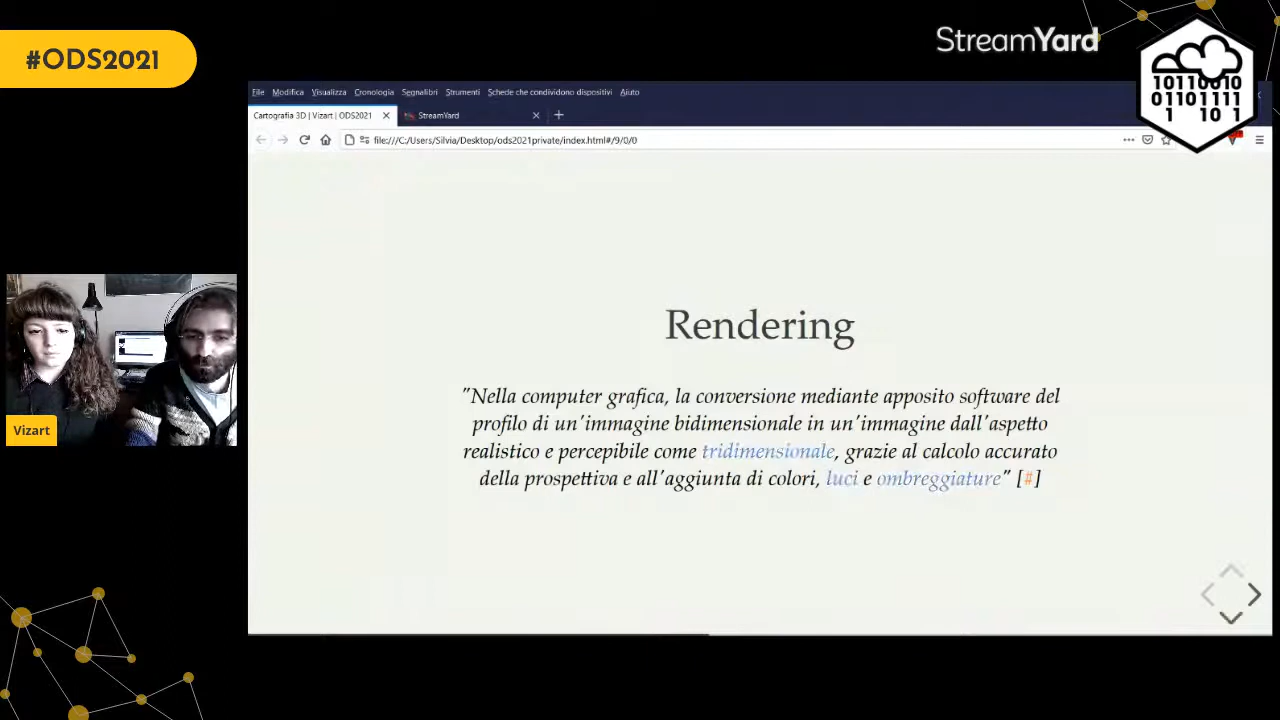 #ODS2021
StreamYard
10110010
01101111
1 10 1
File Modifica Visualizza Cronologia Segnalibri Strumenti Schede che condividono dispositivi Aiuto
Cartografia 3D | Vizart | ODS2021
StreamYard
file:///C:/Users/Silvia/Desktop/ods2021private/index.html#/9/0/0
Rendering
"Nella computer grafica, la conversione mediante apposito software del
profilo di un'immagine bidimensionale in un'immagine dall'aspetto
realistico e percepibile come tridimensionale, grazie al calcolo accurato
della prospettiva e all'aggiunta di colori, luci e ombreggiature" [#]
Vizart